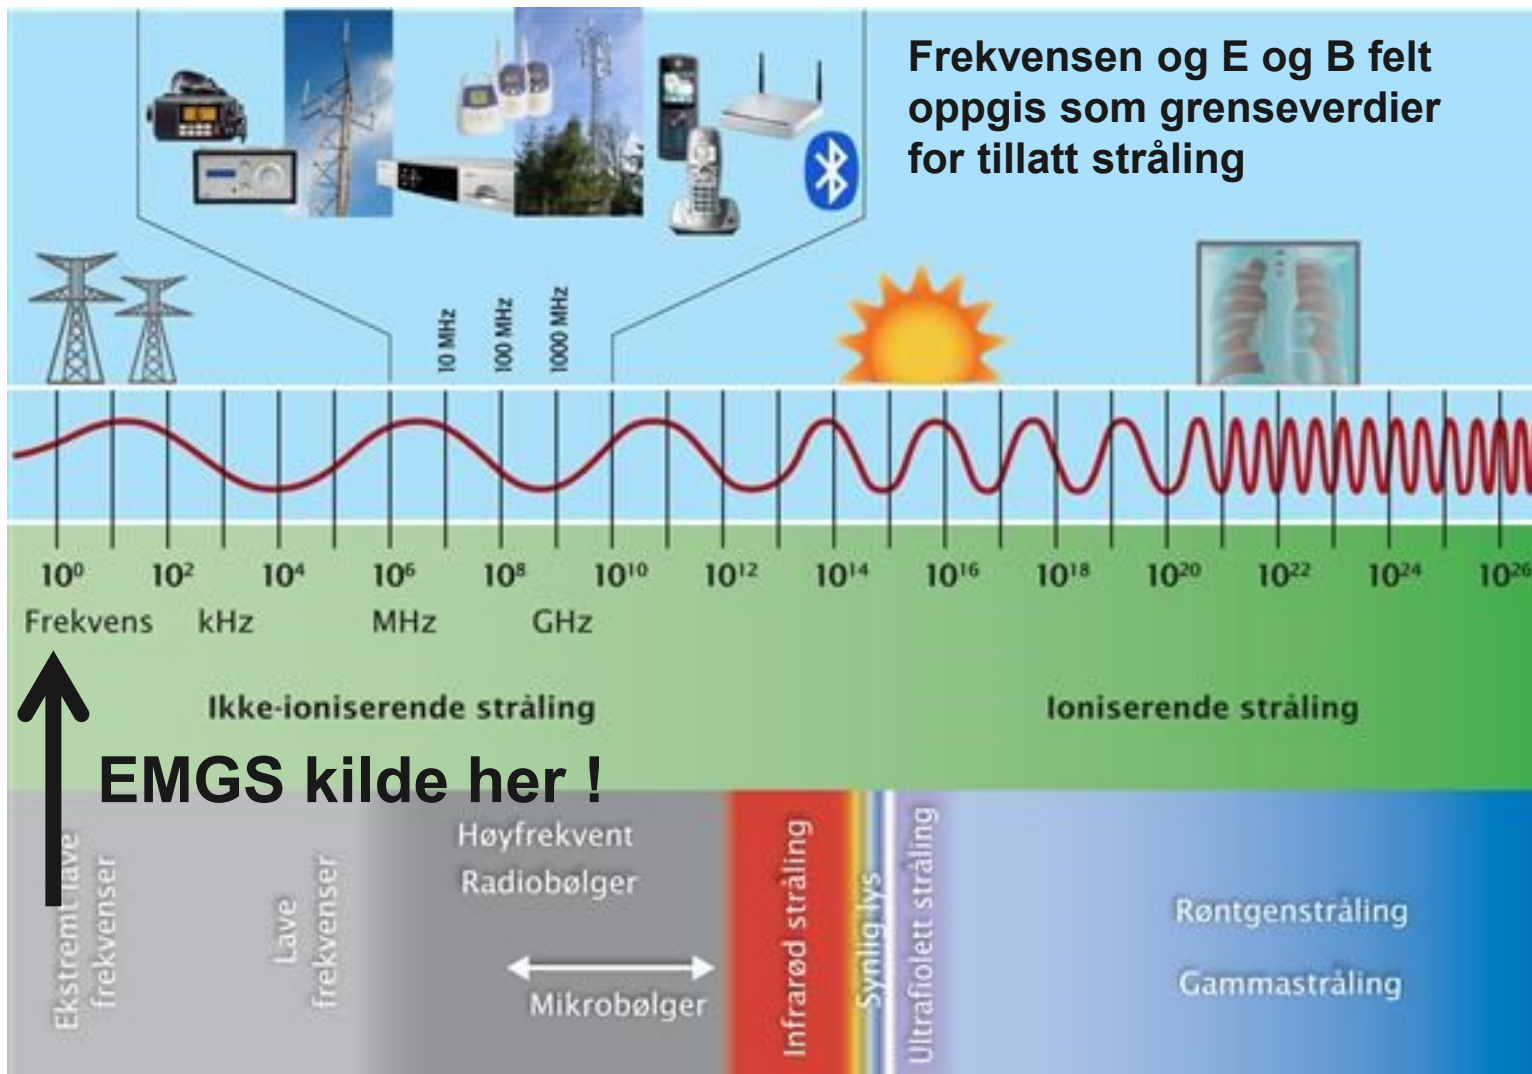 Frekvensen og E og B felt
oppgis som grenseverdier
for tillatt stråling
10 MHz
100 MHz
1000 MHz
10⁰ 10² 10⁴ 10⁶ 10⁸ 10¹⁰ 10¹² 10¹⁴ 10¹⁶ 10¹⁸ 10²⁰ 10²² 10²⁴ 10²⁶
Frekvens kHz MHz GHz
Ikke-ioniserende stråling Ioniserende stråling
EMGS kilde her !
Ekstremt lave
frekvenser
Lave
frekvenser
Høyfrekvent
Radiobølger
Mikrobølger
Infrarød stråling
Synlig lys
Ultrafiolett stråling
Røntgenstråling
Gammastråling